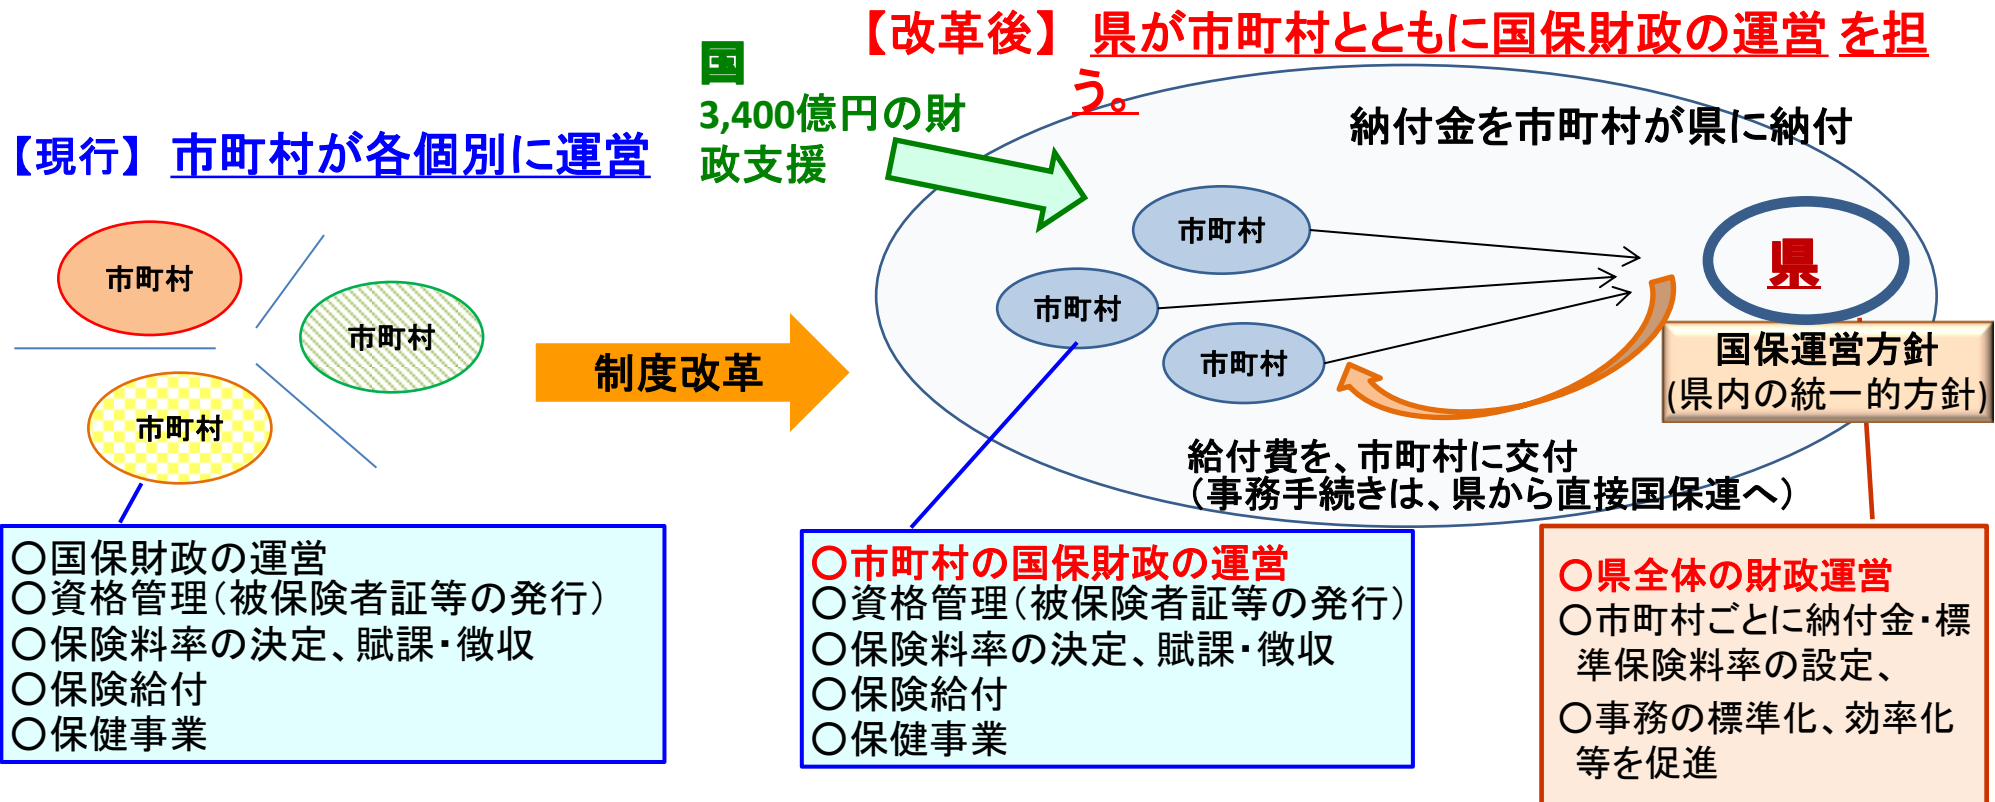 【現行】 市町村が各個別に運営
市町村
市町村
市町村
○国保財政の運営
○資格管理（被保険者証等の発行）
○保険料率の決定、賦課・徴収
○保険給付
○保健事業
制度改革
国
3,400億円の財
政支援
【改革後】 県が市町村とともに国保財政の運営 を担
う。
納付金を市町村が県に納付
市町村
市町村
市町村
県
国保運営方針
(県内の統一的方針)
給付費を、市町村に交付
（事務手続きは、県から直接国保連へ）
○市町村の国保財政の運営
○資格管理（被保険者証等の発行）
○保険料率の決定、賦課・徴収
○保険給付
○保健事業
○県全体の財政運営
○市町村ごとに納付金・標
準保険料率の設定、
○事務の標準化、効率化
等を促進